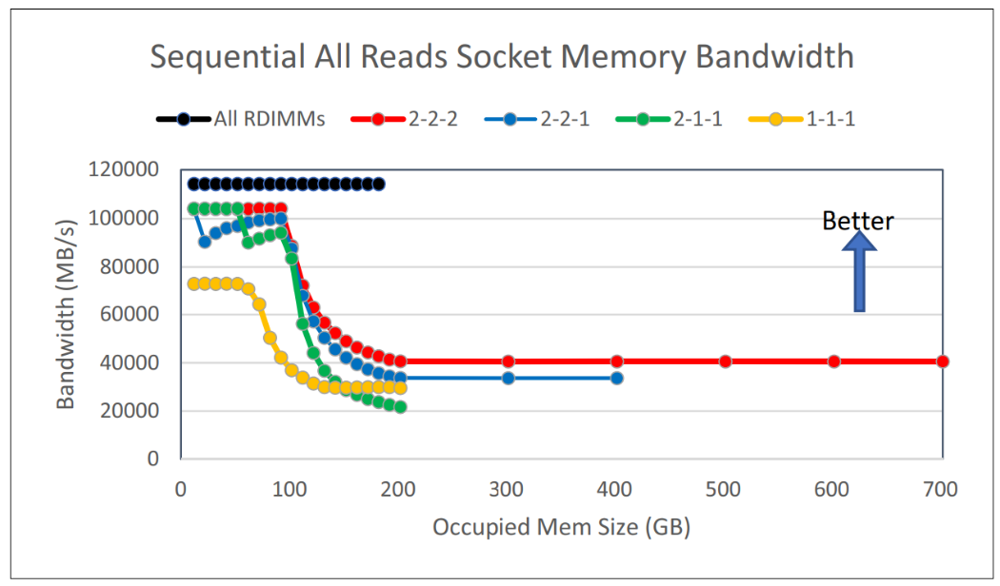 Sequential All Reads Socket Memory Bandwidth
All RDIMMs 2-2-2 2-2-1 2-1-1 1-1-1
120000
100000
80000
60000
40000
20000
0
Bandwidth (MB/s)
Better
0 100 200 300 400 500 600 700
Occupied Mem Size (GB)